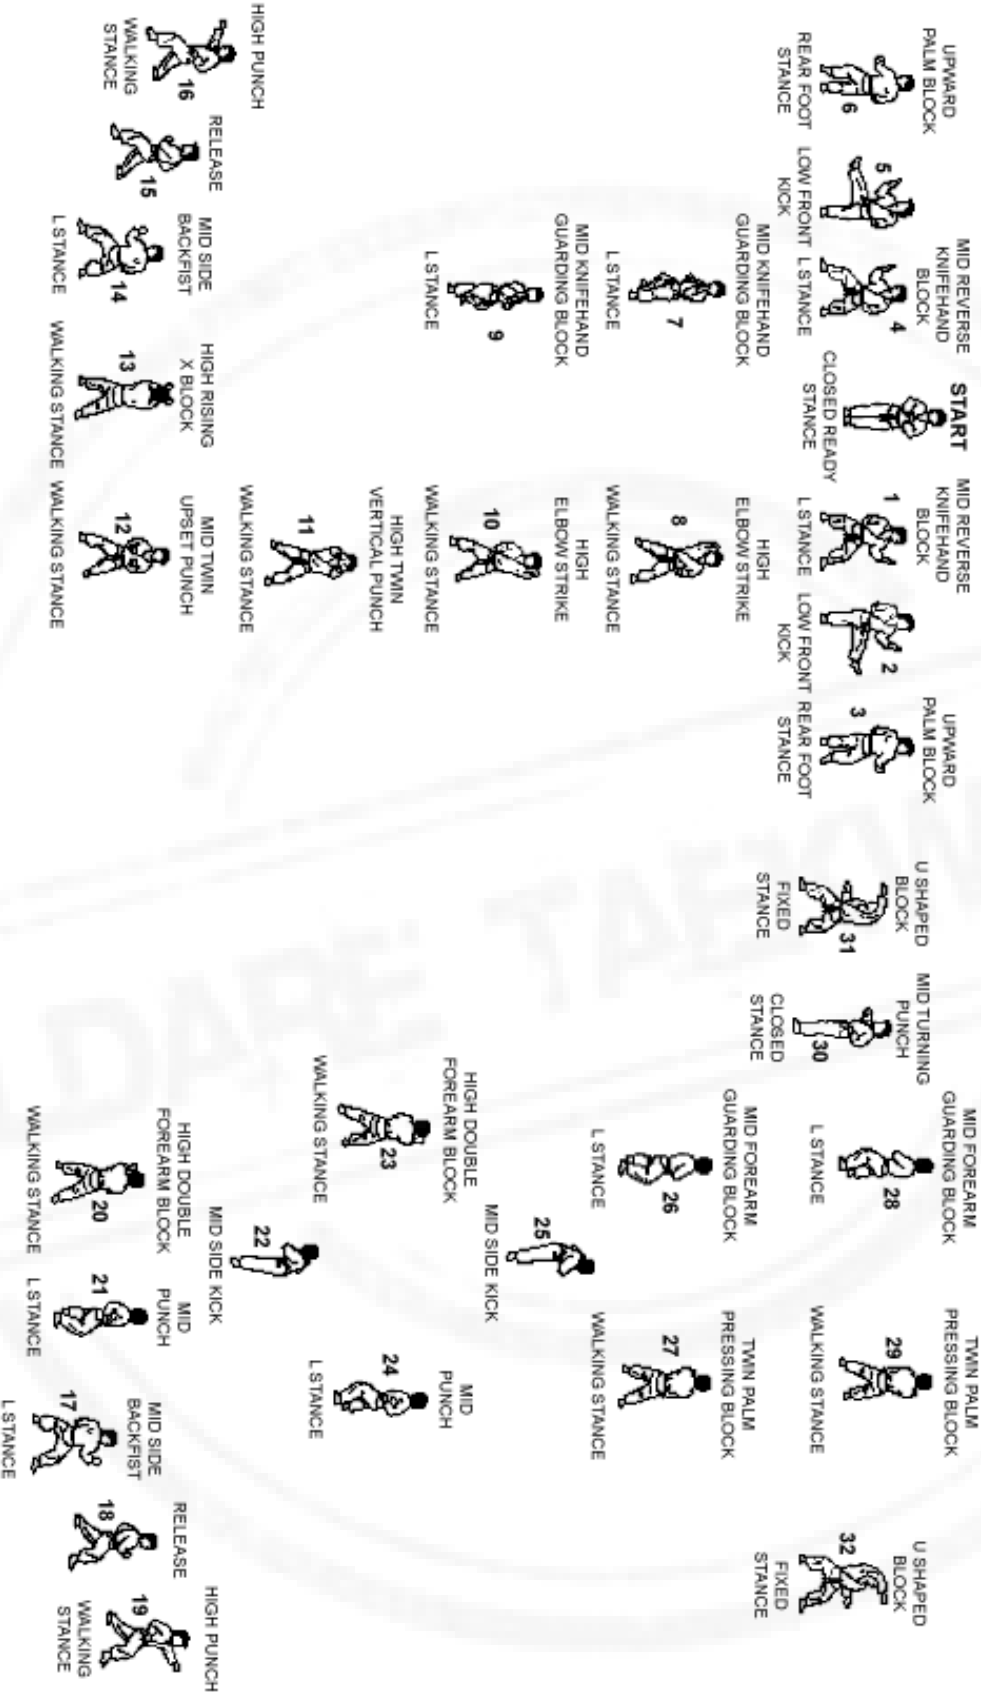 START
CLOSED READY
STANCE
MID REVERSE
KNIFEHAND
BLOCK
1
L STANCE
2
LOW FRONT
KICK
UPWARD
PALM BLOCK
3
REAR FOOT
STANCE
MID REVERSE
KNIFEHAND
BLOCK
4
L STANCE
5
LOW FRONT
KICK
UPWARD
PALM BLOCK
6
REAR FOOT
STANCE
MID KNIFEHAND
GUARDING BLOCK
7
L STANCE
HIGH
ELBOW STRIKE
8
WALKING STANCE
MID KNIFEHAND
GUARDING BLOCK
9
L STANCE
HIGH
ELBOW STRIKE
10
WALKING STANCE
HIGH TWIN
VERTICAL PUNCH
11
WALKING STANCE
MID TWIN
UPSET PUNCH
12
WALKING STANCE
HIGH RISING
X BLOCK
13
WALKING STANCE
MID SIDE
BACKFIST
14
L STANCE
RELEASE
15
HIGH PUNCH
16
WALKING
STANCE
MID SIDE
BACKFIST
17
L STANCE
RELEASE
18
HIGH PUNCH
19
WALKING
STANCE
HIGH DOUBLE
FOREARM BLOCK
20
WALKING STANCE
MID
PUNCH
21
L STANCE
22
MID SIDE KICK
HIGH DOUBLE
FOREARM BLOCK
23
WALKING STANCE
MID
PUNCH
24
L STANCE
25
MID SIDE KICK
MID FOREARM
GUARDING BLOCK
26
L STANCE
TWIN PALM
PRESSING BLOCK
27
WALKING STANCE
MID FOREARM
GUARDING BLOCK
28
L STANCE
TWIN PALM
PRESSING BLOCK
29
WALKING STANCE
MID TURNING
PUNCH
30
CLOSED
STANCE
U SHAPED
BLOCK
31
FIXED
STANCE
U SHAPED
BLOCK
32
FIXED
STANCE